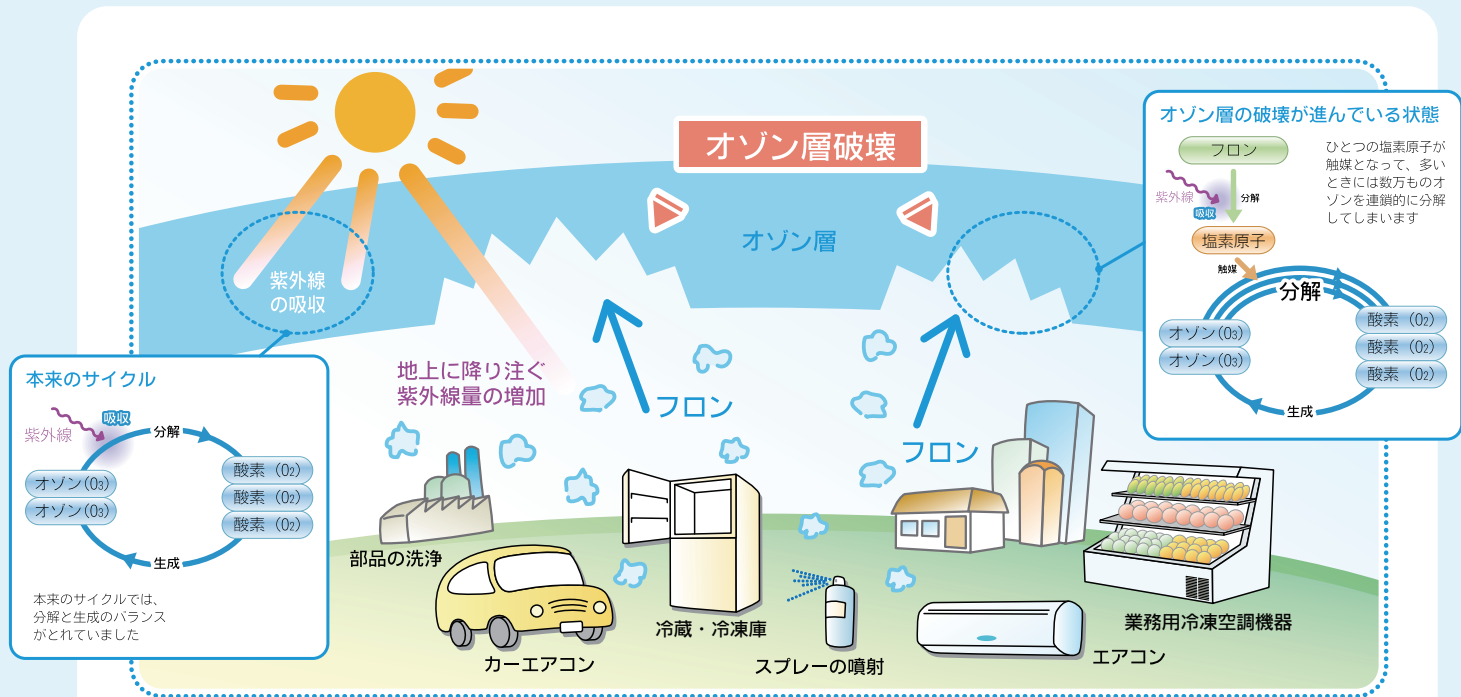 オゾン層破壊
オゾン層
紫外線
の吸収
地上に降り注ぐ
紫外線量の増加
フロン
フロン
本来のサイクル
吸収
紫外線
分解
オゾン(O₃)
オゾン(O₃)
酸素 (O₂)
酸素 (O₂)
酸素 (O₂)
生成
本来のサイクルでは、
分解と生成のバランス
がとれていました
オゾン層の破壊が進んでいる状態
フロン
紫外線
吸収
分解
塩素原子
触媒
ひとつの塩素原子が
触媒となって、多い
ときには数万ものオ
ゾンを連鎖的に分解
してしまいます
分解
オゾン(O₃)
オゾン(O₃)
酸素 (O₂)
酸素 (O₂)
酸素 (O₂)
生成
部品の洗浄
カーエアコン
冷蔵・冷凍庫
スプレーの噴射
エアコン
業務用冷凍空調機器